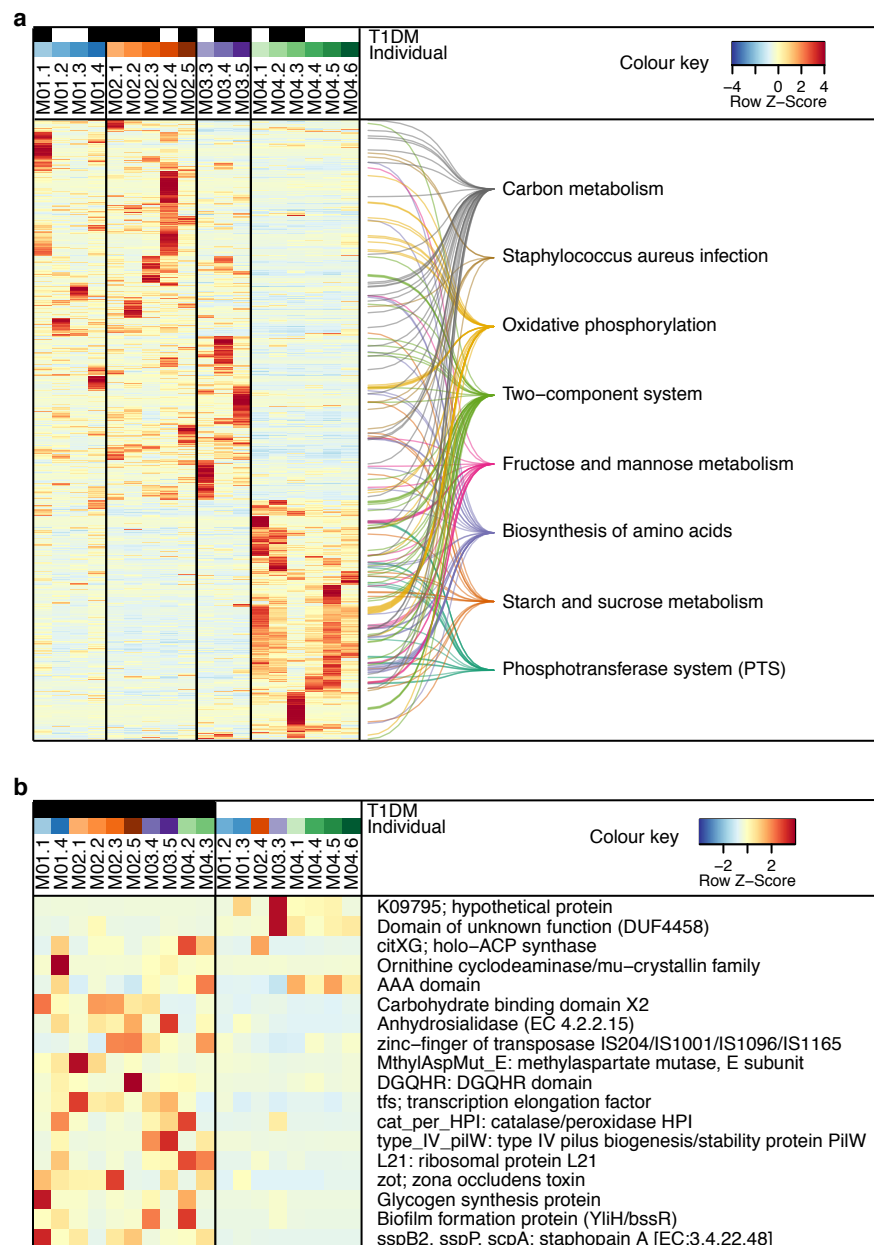 a
T1DM
Individual
M01.1 M01.2 M01.3 M01.4 M02.1 M02.2 M02.3 M02.4 M02.5 M03.3 M03.4 M03.5 M04.1 M04.2 M04.3 M04.4 M04.5 M04.6
Colour key
−4 −2 0 2 4
Row Z−Score
Carbon metabolism
Staphylococcus aureus infection
Oxidative phosphorylation
Two−component system
Fructose and mannose metabolism
Biosynthesis of amino acids
Starch and sucrose metabolism
Phosphotransferase system (PTS)
b
T1DM
Individual
M01.1 M01.4 M02.1 M02.2 M02.3 M02.5 M03.4 M03.5 M04.2 M04.3 M01.2 M01.3 M02.4 M03.3 M04.1 M04.4 M04.5 M04.6
Colour key
−2 2
Row Z−Score
K09795; hypothetical protein
Domain of unknown function (DUF4458)
citXG; holo−ACP synthase
Ornithine cyclodeaminase/mu−crystallin family
AAA domain
Carbohydrate binding domain X2
Anhydrosialidase (EC 4.2.2.15)
zinc−finger of transposase IS204/IS1001/IS1096/IS1165
MthylAspMut_E: methylaspartate mutase, E subunit
DGQHR: DGQHR domain
tfs; transcription elongation factor
cat_per_HPI: catalase/peroxidase HPI
type_IV_pilW: type IV pilus biogenesis/stability protein PilW
L21: ribosomal protein L21
zot; zona occludens toxin
Glycogen synthesis protein
Biofilm formation protein (YliH/bssR)
sspB2, sspP, scpA; staphopain A [EC:3.4.22.48]